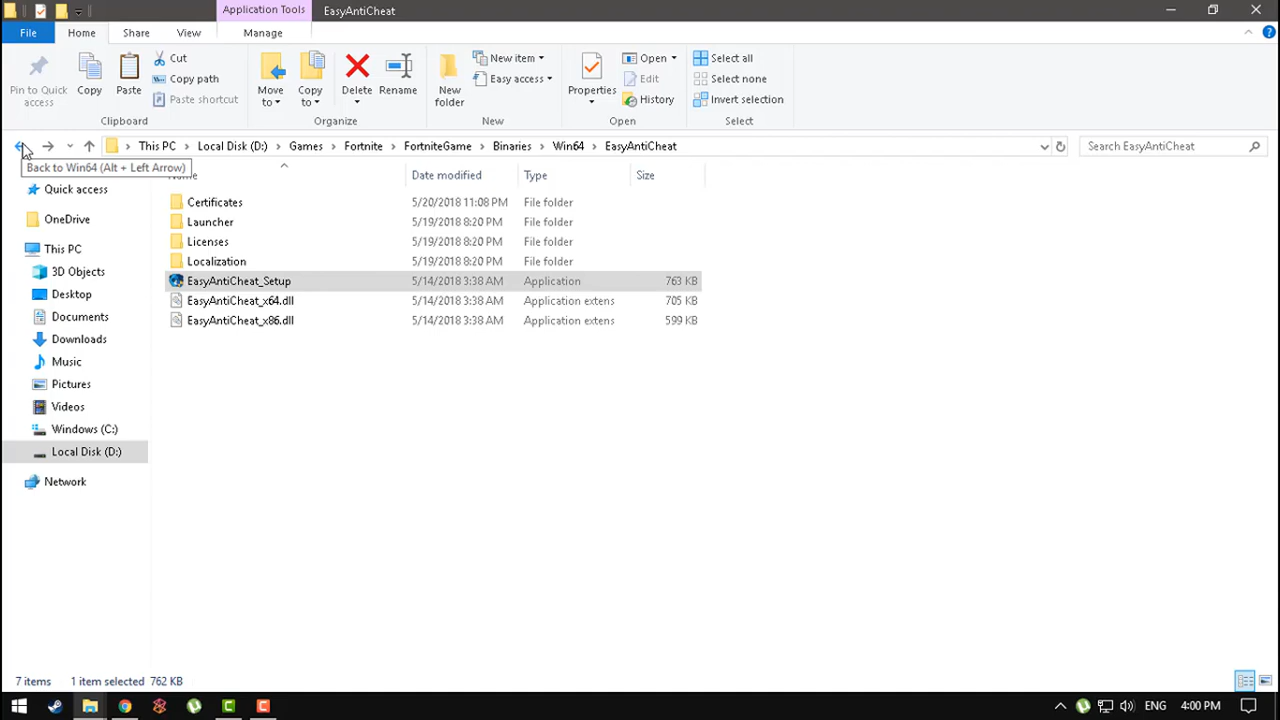 Application Tools EasyAntiCheat
File Home Share View Manage
Pin to Quick access
Copy
Paste
Cut
Copy path
Paste shortcut
Clipboard
Move to
Copy to
Delete
Rename
Organize
New folder
New item
Easy access
New
Properties
Open
Edit
History
Open
Select all
Select none
Invert selection
Select
This PC › Local Disk (D:) › Games › Fortnite › FortniteGame › Binaries › Win64 › EasyAntiCheat
Search EasyAntiCheat
Back to Win64 (Alt + Left Arrow)
Date modified Type Size
Quick access
OneDrive
This PC
3D Objects
Desktop
Documents
Downloads
Music
Pictures
Videos
Windows (C:)
Local Disk (D:)
Network
Certificates 5/20/2018 11:08 PM File folder
Launcher 5/19/2018 8:20 PM File folder
Licenses 5/19/2018 8:20 PM File folder
Localization 5/19/2018 8:20 PM File folder
EasyAntiCheat_Setup 5/14/2018 3:38 AM Application 763 KB
EasyAntiCheat_x64.dll 5/14/2018 3:38 AM Application extens 705 KB
EasyAntiCheat_x86.dll 5/14/2018 3:38 AM Application extens 599 KB
7 items 1 item selected 762 KB
ENG 4:00 PM